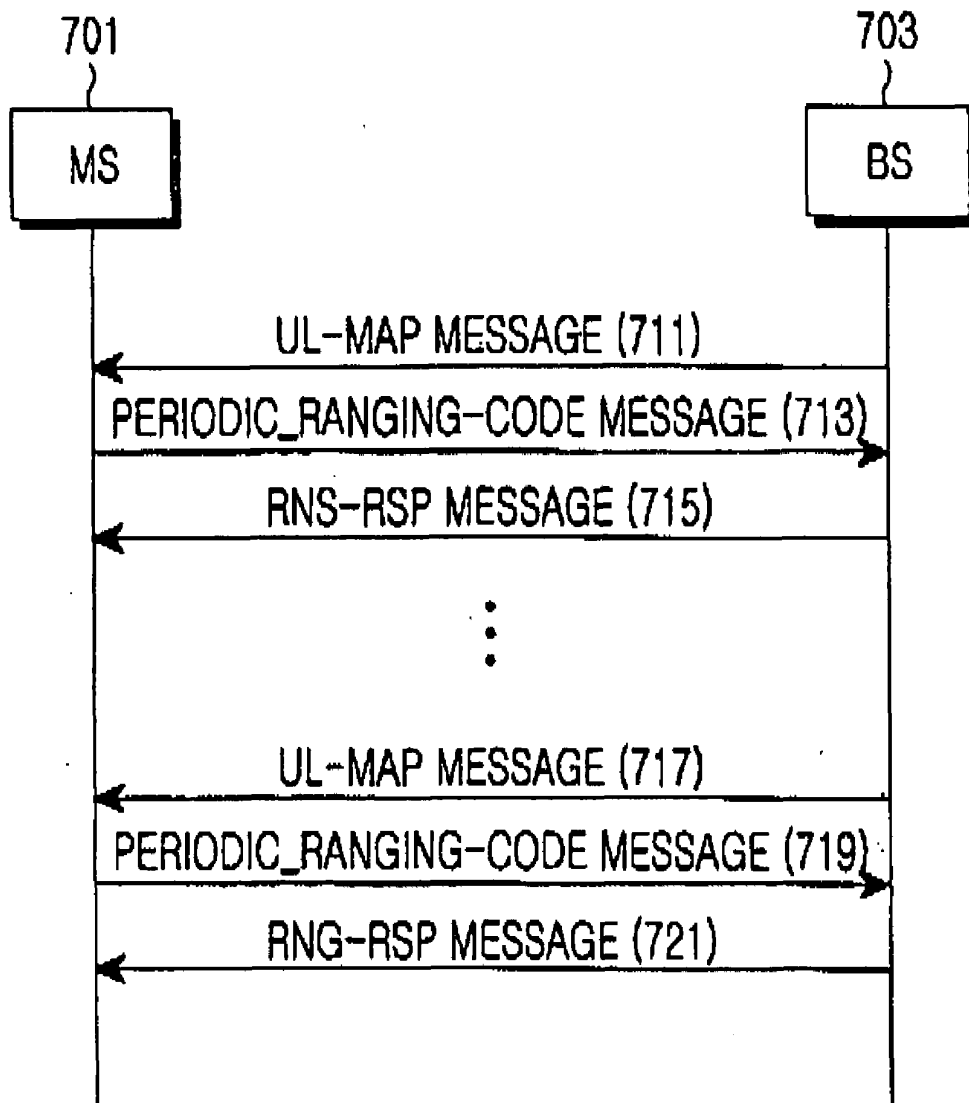 701
703
MS
BS
UL-MAP MESSAGE (711)
PERIODIC_RANGING-CODE MESSAGE (713)
RNS-RSP MESSAGE (715)
UL-MAP MESSAGE (717)
PERIODIC_RANGING-CODE MESSAGE (719)
RNG-RSP MESSAGE (721)